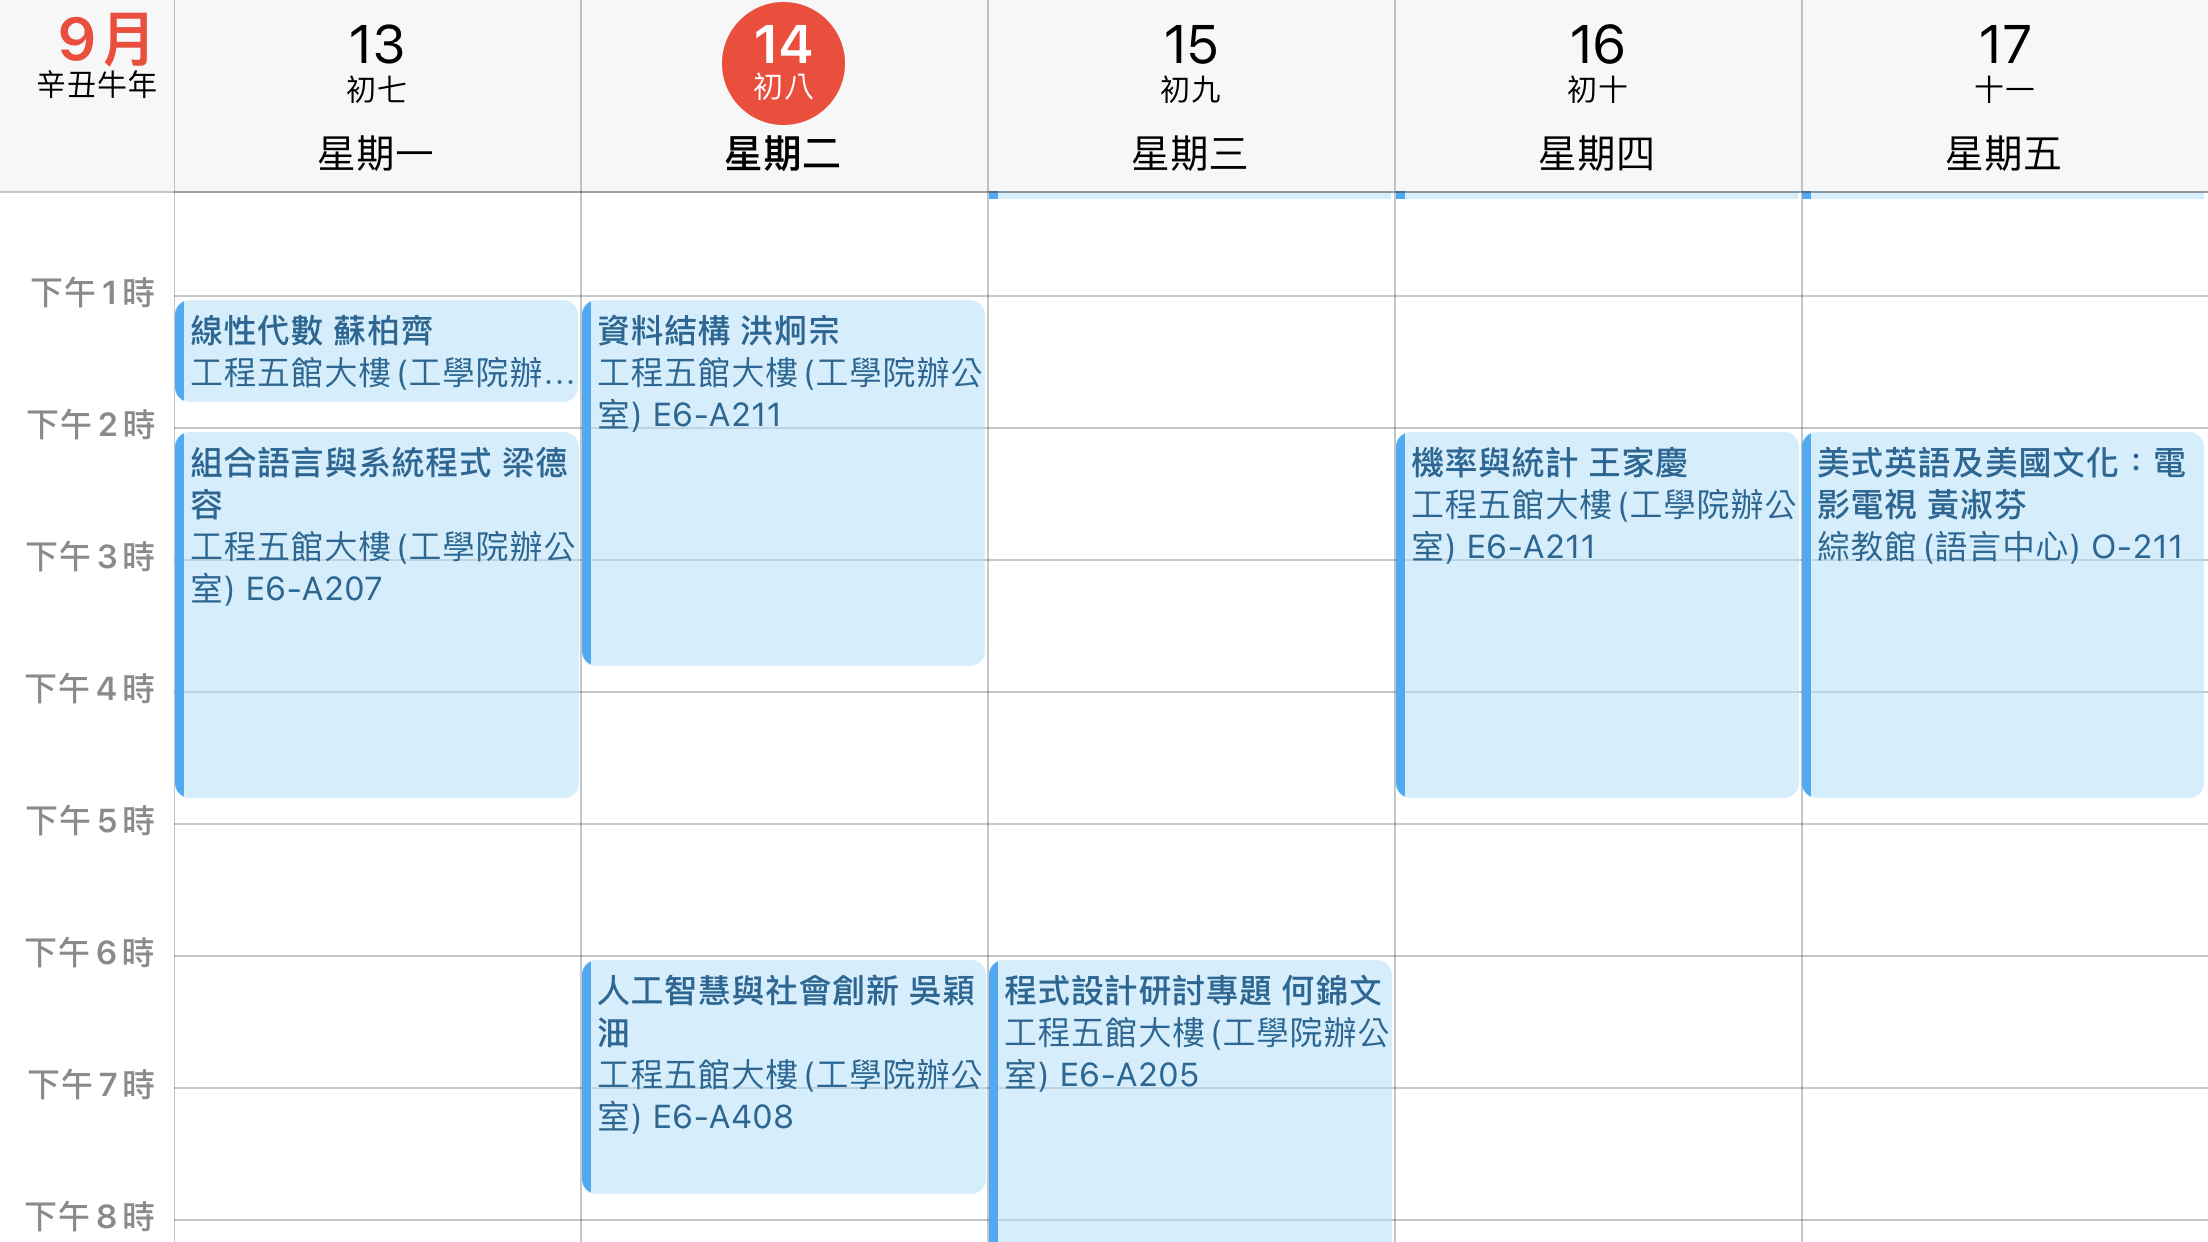 9月
辛丑牛年
13
初七
星期一
14
初八
星期二
15
初九
星期三
16
初十
星期四
17
十一
星期五
下午1時
下午2時
下午3時
下午4時
下午5時
下午6時
下午7時
下午8時
線性代數 蘇柏齊
工程五館大樓(工學院辦…
組合語言與系統程式 梁德
容
工程五館大樓(工學院辦公
室) E6-A207
資料結構 洪炯宗
工程五館大樓(工學院辦公
室) E6-A211
人工智慧與社會創新 吳穎
沺
工程五館大樓(工學院辦公
室) E6-A408
程式設計研討專題 何錦文
工程五館大樓(工學院辦公
室) E6-A205
機率與統計 王家慶
工程五館大樓(工學院辦公
室) E6-A211
美式英語及美國文化：電
影電視 黃淑芬
綜教館(語言中心) O-211